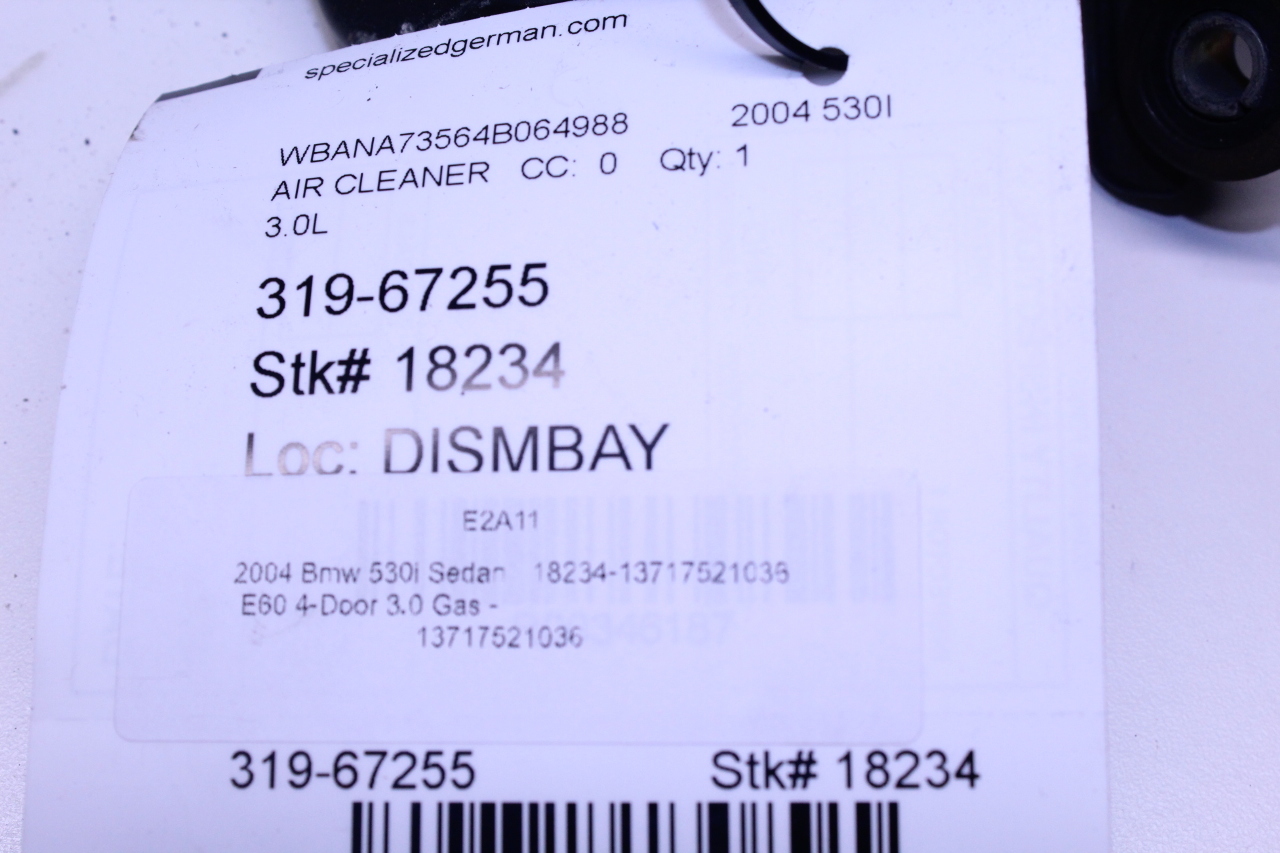 specializedgerman.com
WBANA73564B064988 2004 530I
AIR CLEANER CC: 0 Qty: 1
3.0L
319-67255
Stk# 18234
Loc: DISMBAY
E2A11
2004 Bmw 530i Sedan 18234-13717521036
E60 4-Door 3.0 Gas -
13717521036
319-67255 Stk# 18234